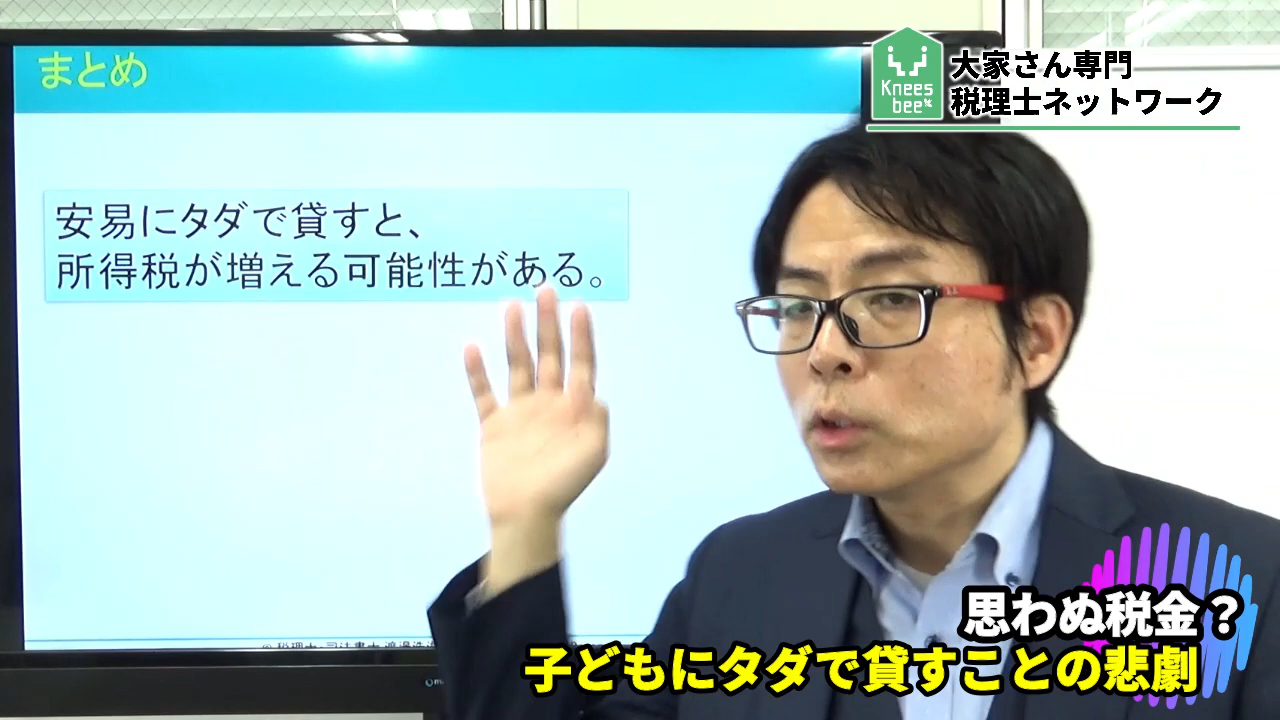 まとめ
Knees
bee
大家さん専門
税理士ネットワーク
安易にタダで貸すと、
所得税が増える可能性がある。
思わぬ税金？
子どもにタダで貸すことの悲劇